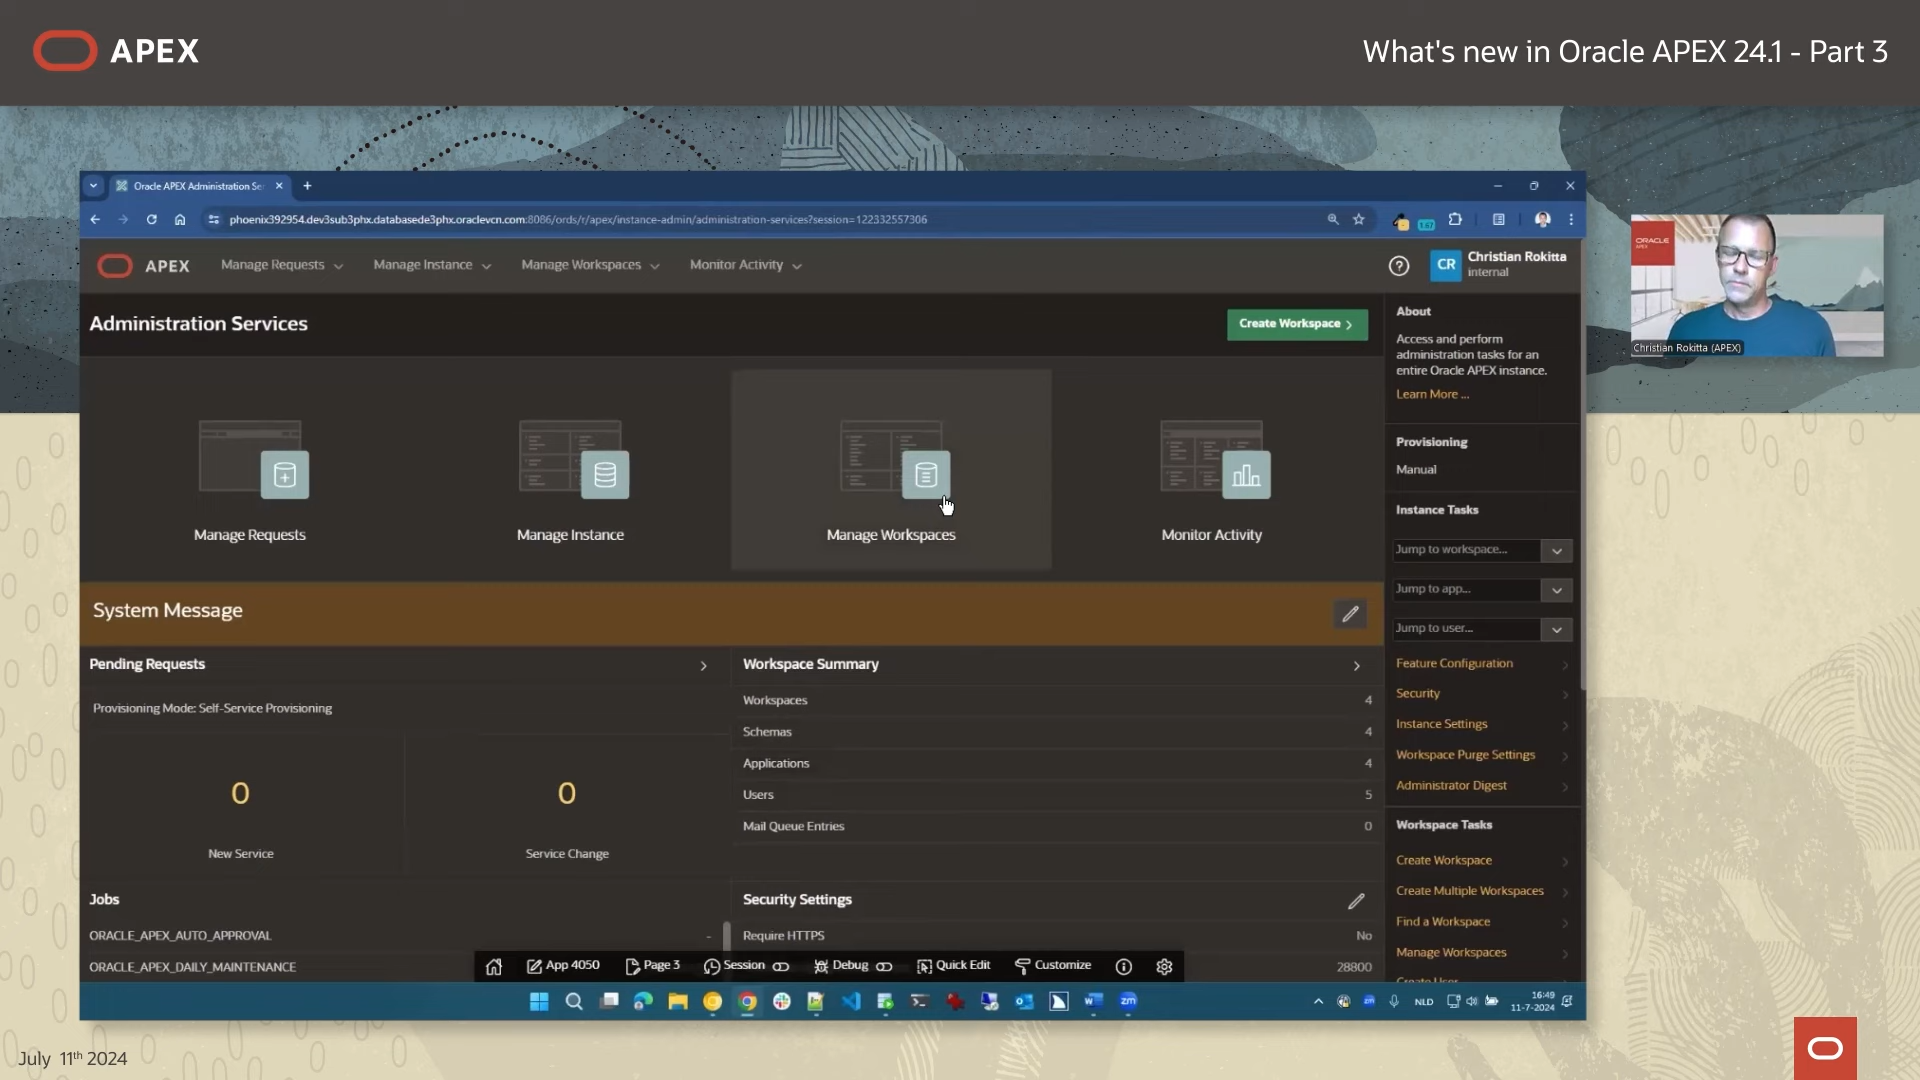 APEX
What's new in Oracle APEX 24.1 - Part 3
Oracle APEX Administration Se
phoenix392954.dev3sub3phx.databasede3phx.oraclevcn.com:8086/ords/r/apex/instance-admin/administration-services?session=122332557306
APEX
Manage Requests
Manage Instance
Manage Workspaces
Monitor Activity
CR
Christian Rokitta
internal
Administration Services
Create Workspace
Manage Requests
Manage Instance
Manage Workspaces
Monitor Activity
System Message
Pending Requests
Provisioning Mode: Self-Service Provisioning
0
New Service
0
Service Change
Workspace Summary
Workspaces 4
Schemas 4
Applications 4
Users 5
Mail Queue Entries 0
Jobs
ORACLE_APEX_AUTO_APPROVAL -
ORACLE_APEX_DAILY_MAINTENANCE
Security Settings
Require HTTPS No
28800
About
Access and perform
administration tasks for an
entire Oracle APEX instance.
Learn More ...
Provisioning
Manual
Instance Tasks
Jump to workspace...
Jump to app...
Jump to user...
Feature Configuration
Security
Instance Settings
Workspace Purge Settings
Administrator Digest
Workspace Tasks
Create Workspace
Create Multiple Workspaces
Find a Workspace
Manage Workspaces
Create User
App 4050
Page 3
Session
Debug
Quick Edit
Customize
NLD
16:49
11-7-2024
ORACLE
APEX
Christian Rokitta (APEX)
July 11th 2024